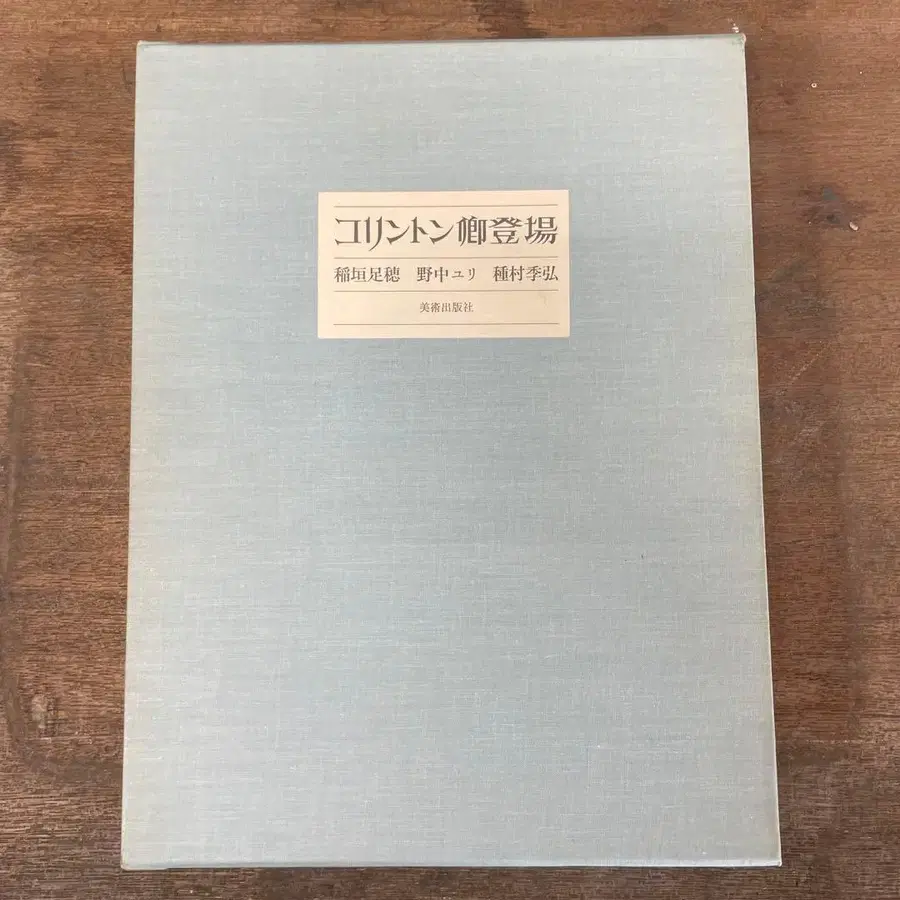 コリントン卿登場
稲垣足穂　野中ユリ　種村季弘
美術出版社